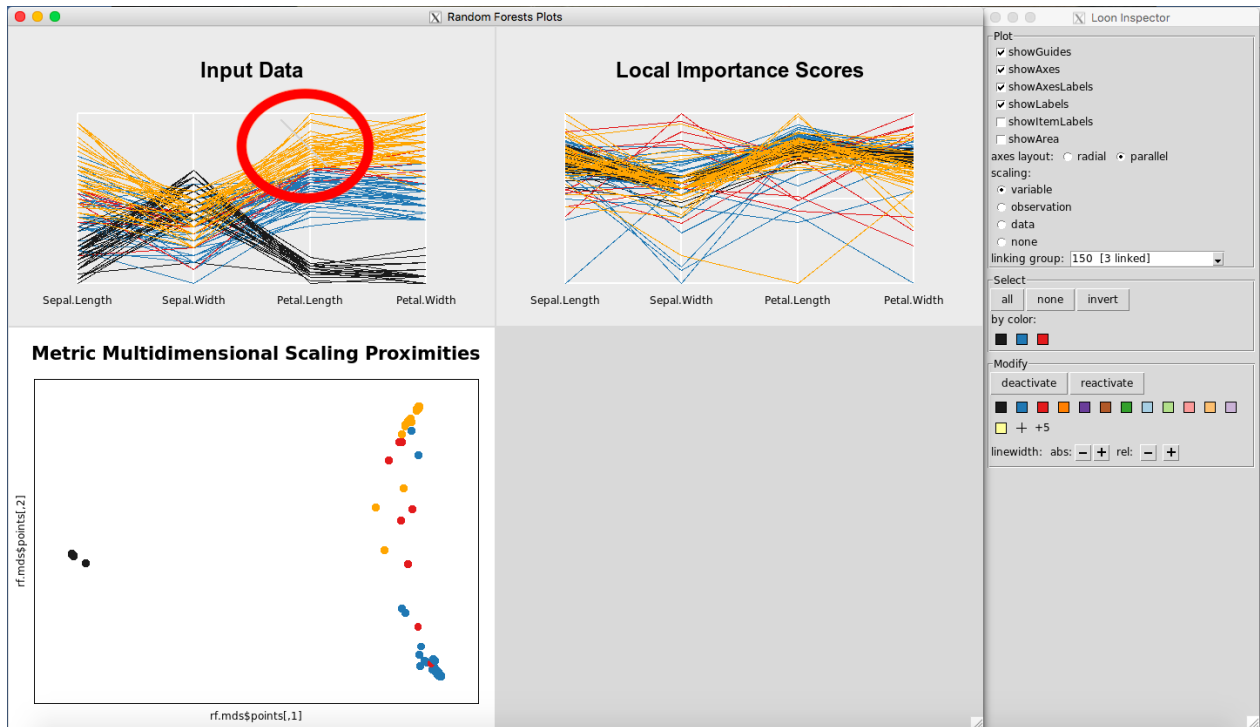 Random Forests Plots
Input Data
Local Importance Scores
Sepal.Length Sepal.Width Petal.Length Petal.Width
Sepal.Length Sepal.Width Petal.Length Petal.Width
Metric Multidimensional Scaling Proximities
rf.mds$points[,2]
rf.mds$points[,1]
Loon Inspector
Plot
showGuides
showAxes
showAxesLabels
showLabels
showItemLabels
showArea
axes layout: radial parallel
scaling:
variable
observation
data
none
linking group: 150 [3 linked]
Select
all none invert
by color:
Modify
deactivate reactivate
+5
linewidth: abs: − + rel: − +